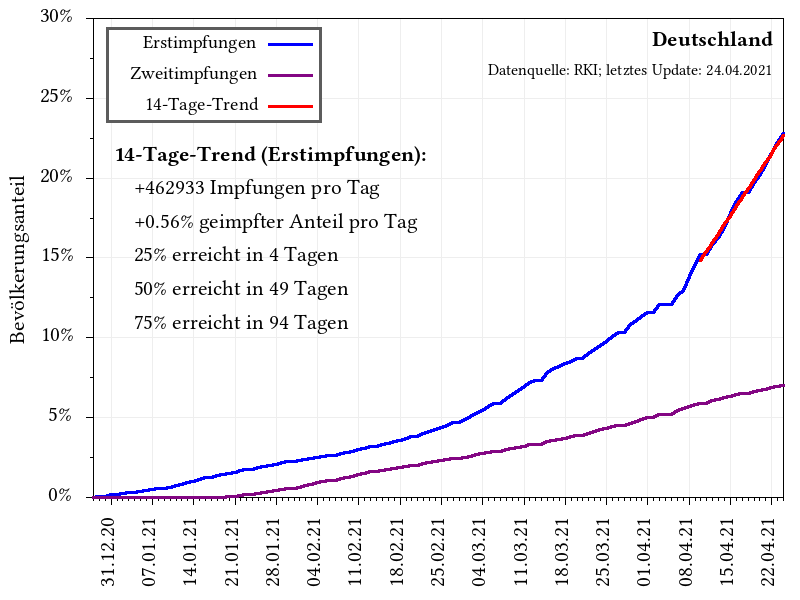 30%
25%
20%
15%
10%
5%
0%
Bevölkerungsanteil
Erstimpfungen
Zweitimpfungen
14-Tage-Trend
Deutschland
Datenquelle: RKI; letztes Update: 24.04.2021
14-Tage-Trend (Erstimpfungen):
+462933 Impfungen pro Tag
+0.56% geimpfter Anteil pro Tag
25% erreicht in 4 Tagen
50% erreicht in 49 Tagen
75% erreicht in 94 Tagen
31.12.20
07.01.21
14.01.21
21.01.21
28.01.21
04.02.21
11.02.21
18.02.21
25.02.21
04.03.21
11.03.21
18.03.21
25.03.21
01.04.21
08.04.21
15.04.21
22.04.21